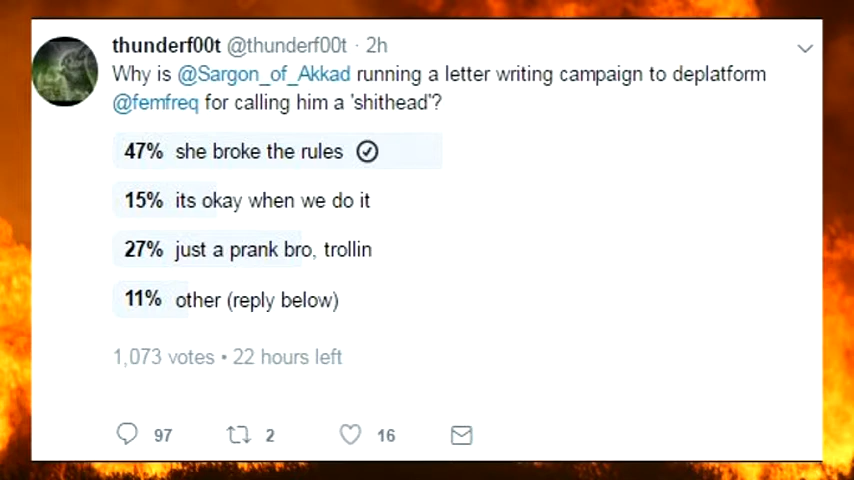 thunderf00t @thunderf00t · 2h
Why is @Sargon_of_Akkad running a letter writing campaign to deplatform
@femfreq for calling him a 'shithead'?
47% she broke the rules
15% its okay when we do it
27% just a prank bro, trollin
11% other (reply below)
1,073 votes • 22 hours left
97 2 16